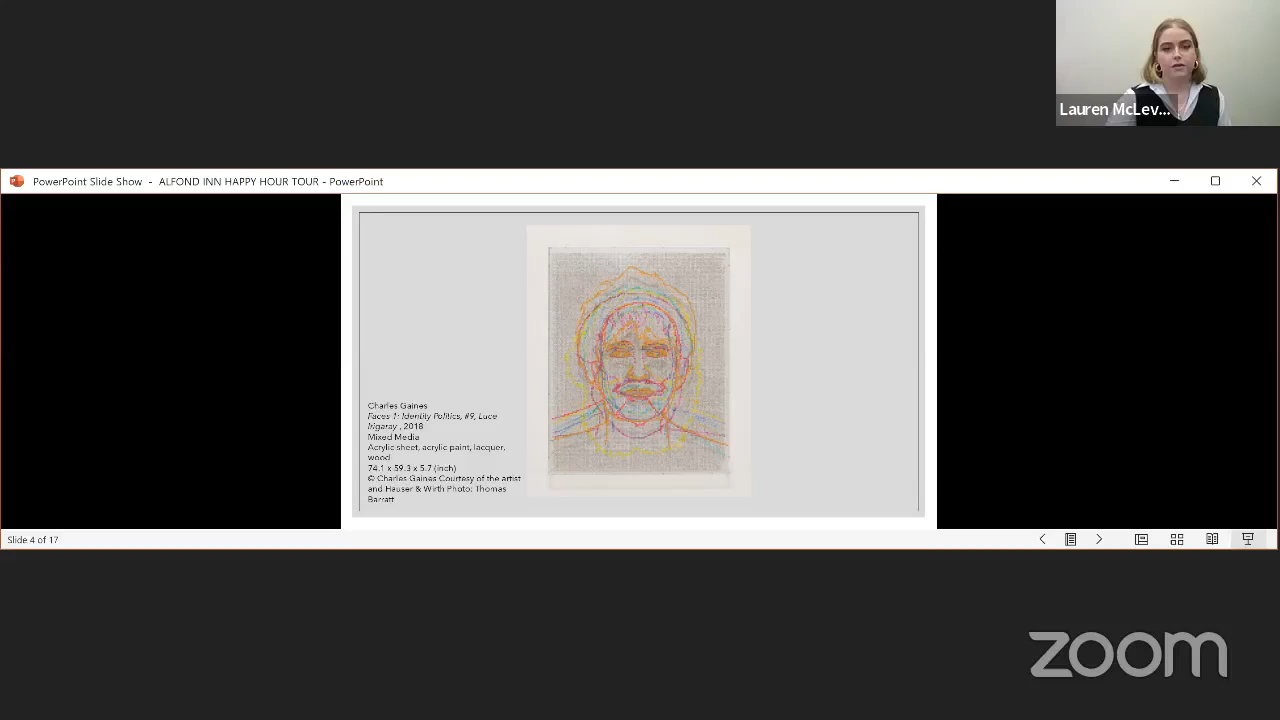 Lauren McLev...
PowerPoint Slide Show - ALFOND INN HAPPY HOUR TOUR - PowerPoint
Charles Gaines
Faces 1: Identity Politics, #9, Luce
Irigaray , 2018
Mixed Media
Acrylic sheet, acrylic paint, lacquer,
wood
74.1 x 59.3 x 5.7 (inch)
© Charles Gaines Courtesy of the artist
and Hauser & Wirth Photo: Thomas
Barratt
Slide 4 of 17
zoom